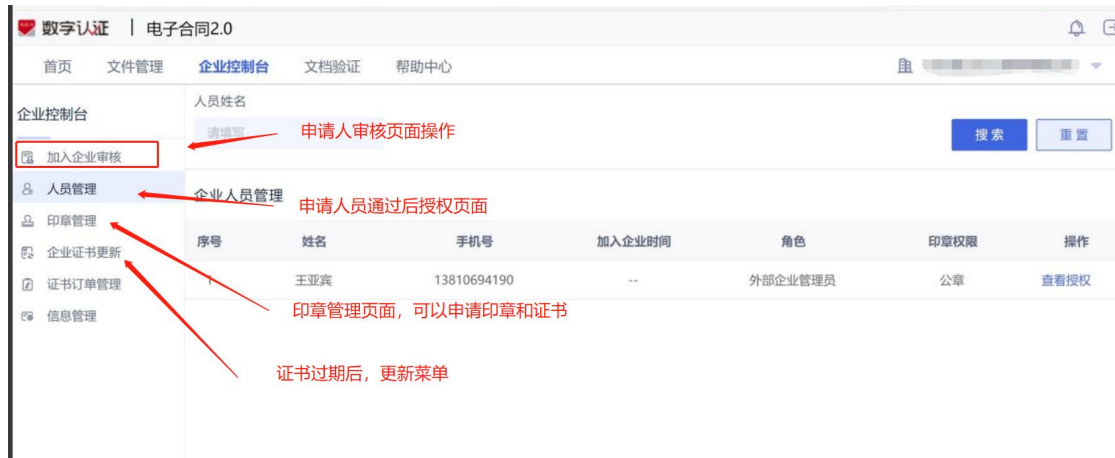 数字认证 | 电子合同2.0
首页 文件管理 企业控制台 文档验证 帮助中心
企业控制台
人员姓名
请填写
申请人审核页面操作
搜索 重置
加入企业审核
人员管理
企业人员管理
申请人员通过后授权页面
印章管理
序号 姓名 手机号 加入企业时间 角色 印章权限 操作
企业证书更新
1 王亚宾 13810694190 -- 外部企业管理员 公章 查看授权
证书订单管理
印章管理页面，可以申请印章和证书
信息管理
证书过期后，更新菜单